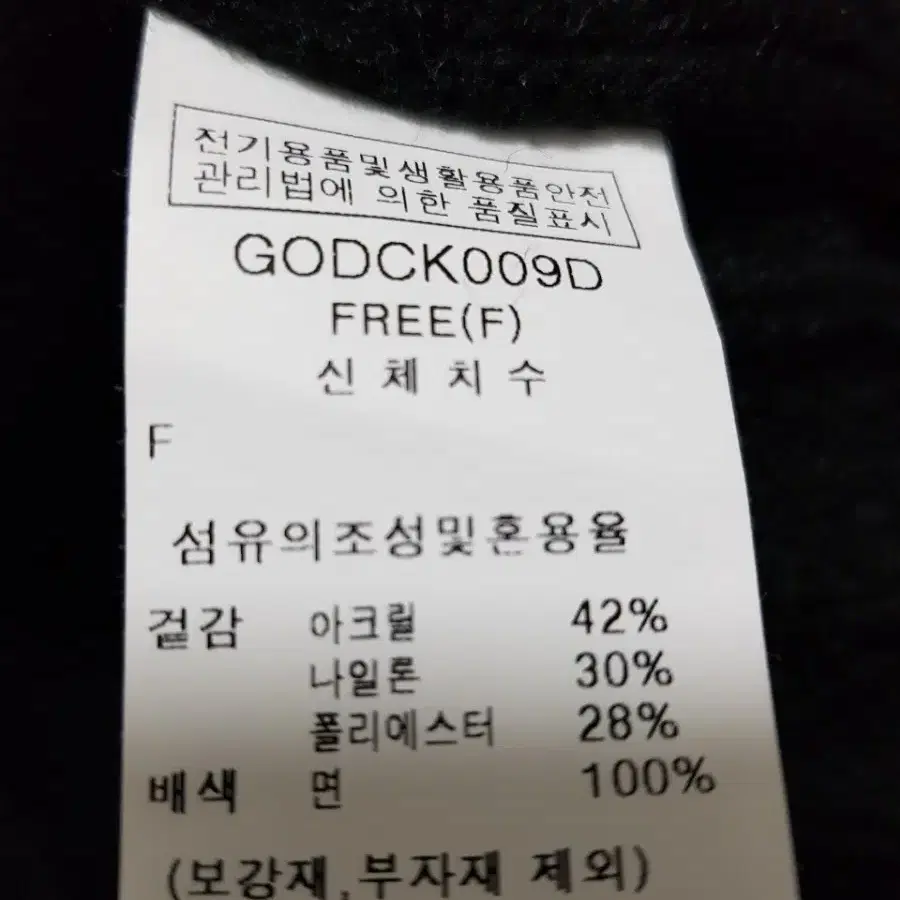 전기용품및생활용품안전
관리법에 의한 품질표시
GODCK009D
FREE(F)
신 체 치 수
F
섬유의조성및혼용율
겉감 아크릴 42%
나일론 30%
폴리에스터 28%
배색 면 100%
(보강재,부자재 제외)